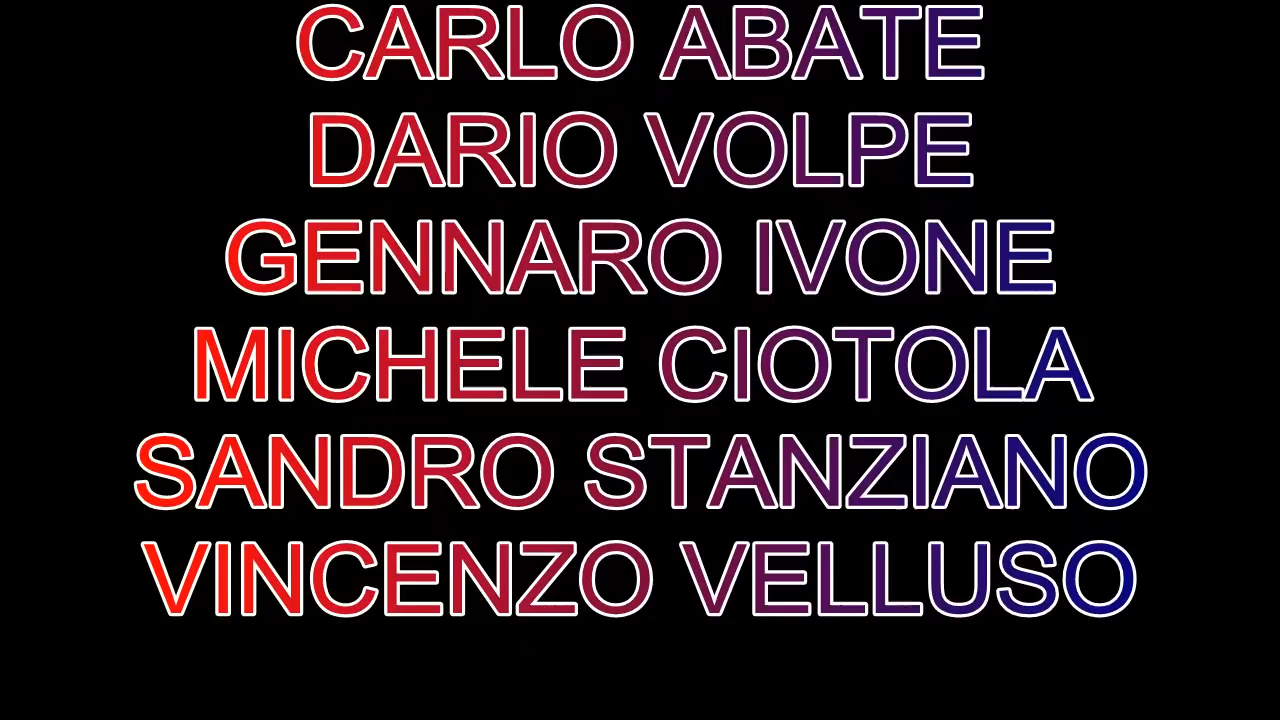 CARLO ABATE
DARIO VOLPE
GENNARO IVONE
MICHELE CIOTOLA
SANDRO STANZIANO
VINCENZO VELLUSO